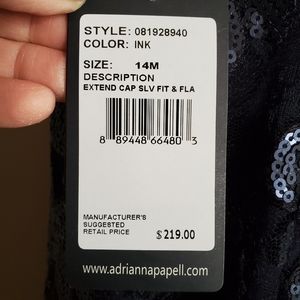 STYLE: 081928940
COLOR: INK
SIZE: 14M
DESCRIPTION
EXTEND CAP SLV FIT & FLA
8 89448 66480 3
MANUFACTURER'S
SUGGESTED
RETAIL PRICE $219.00
www.adriannapapell.com